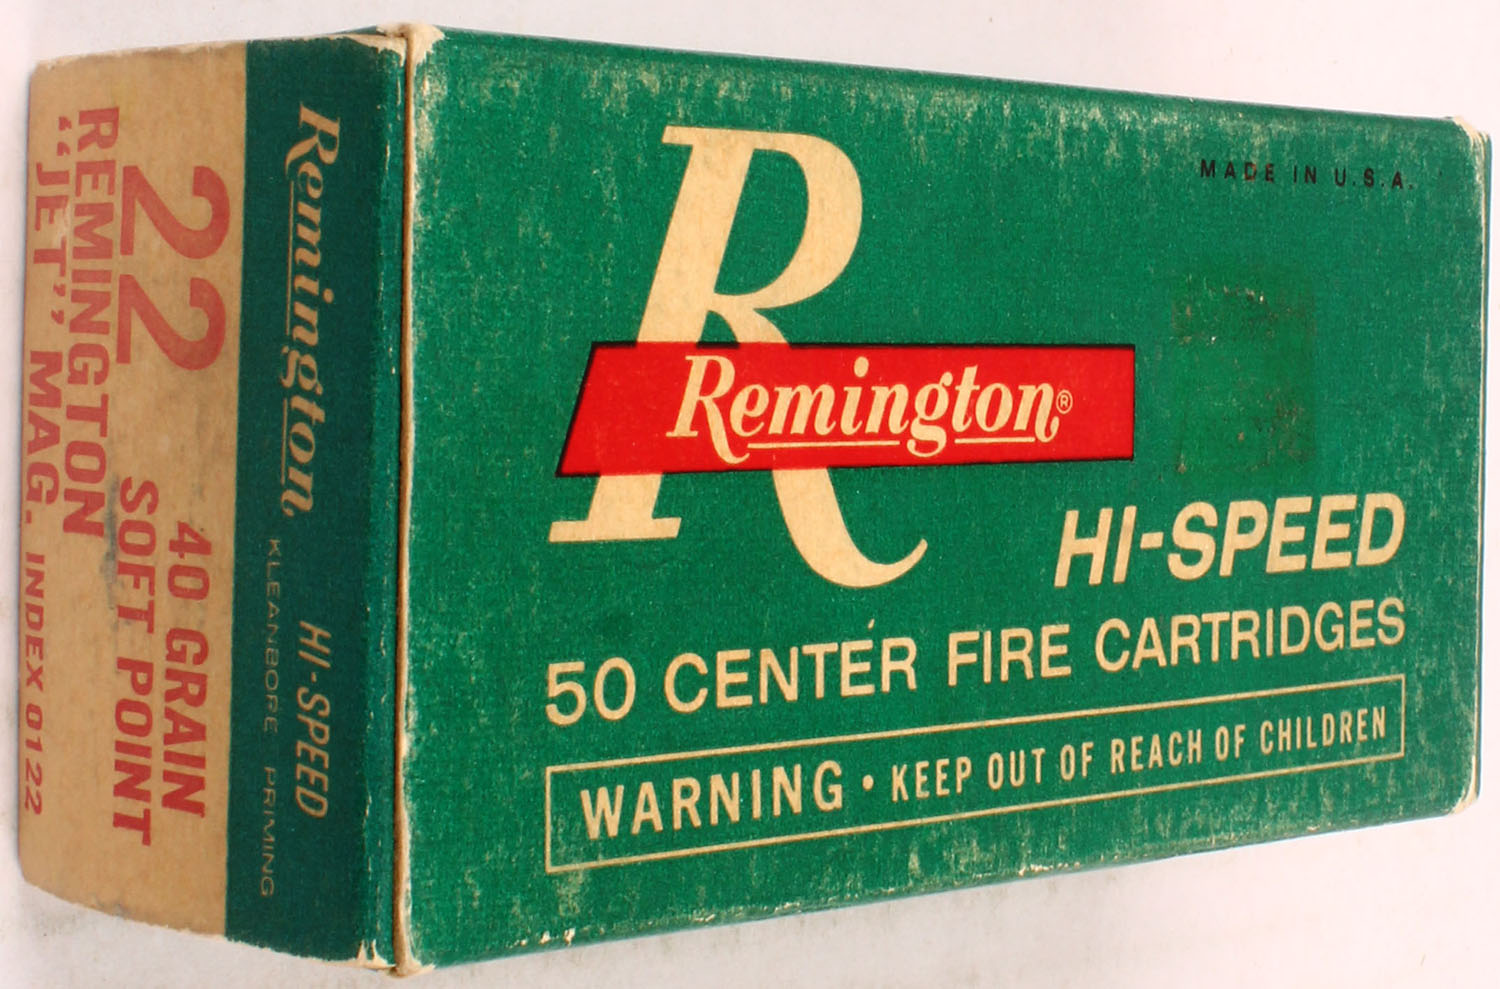 MADE IN U.S.A.
R
Remington®
HI-SPEED
50 CENTER FIRE CARTRIDGES
WARNING • KEEP OUT OF REACH OF CHILDREN
Remington HI-SPEED
KLEANBORE PRIMING
22 40 GRAIN
SOFT POINT
REMINGTON
“JET” MAG. INDEX 0122